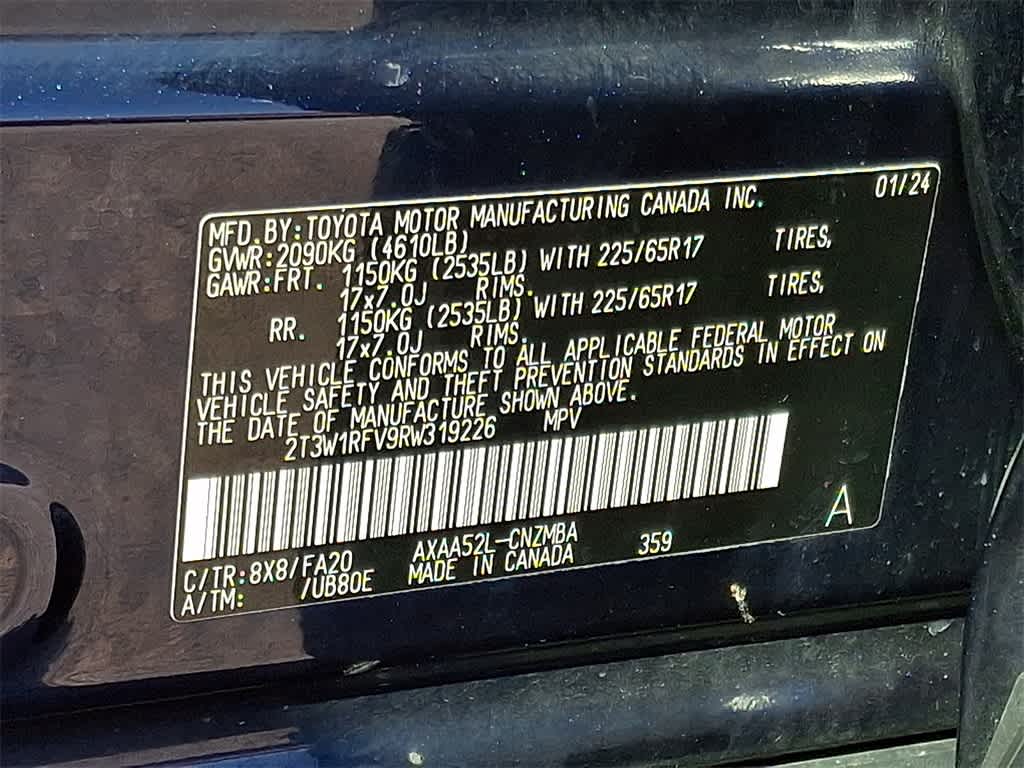 01/24
MFD.BY:TOYOTA MOTOR MANUFACTURING CANADA INC.
GVWR:2090KG (4610LB)
GAWR:FRT. 1150KG (2535LB) WITH 225/65R17 TIRES,
17x7.0J RIMS.
RR. 1150KG (2535LB) WITH 225/65R17 TIRES,
17x7.0J RIMS.
THIS VEHICLE CONFORMS TO ALL APPLICABLE FEDERAL MOTOR
VEHICLE SAFETY AND THEFT PREVENTION STANDARDS IN EFFECT ON
THE DATE OF MANUFACTURE SHOWN ABOVE.
2T3W1RFV9RW319226 MPV
A
C/TR:8X8/FA20 AXAA52L-CNZMBA 359
A/TM: /UB80E MADE IN CANADA